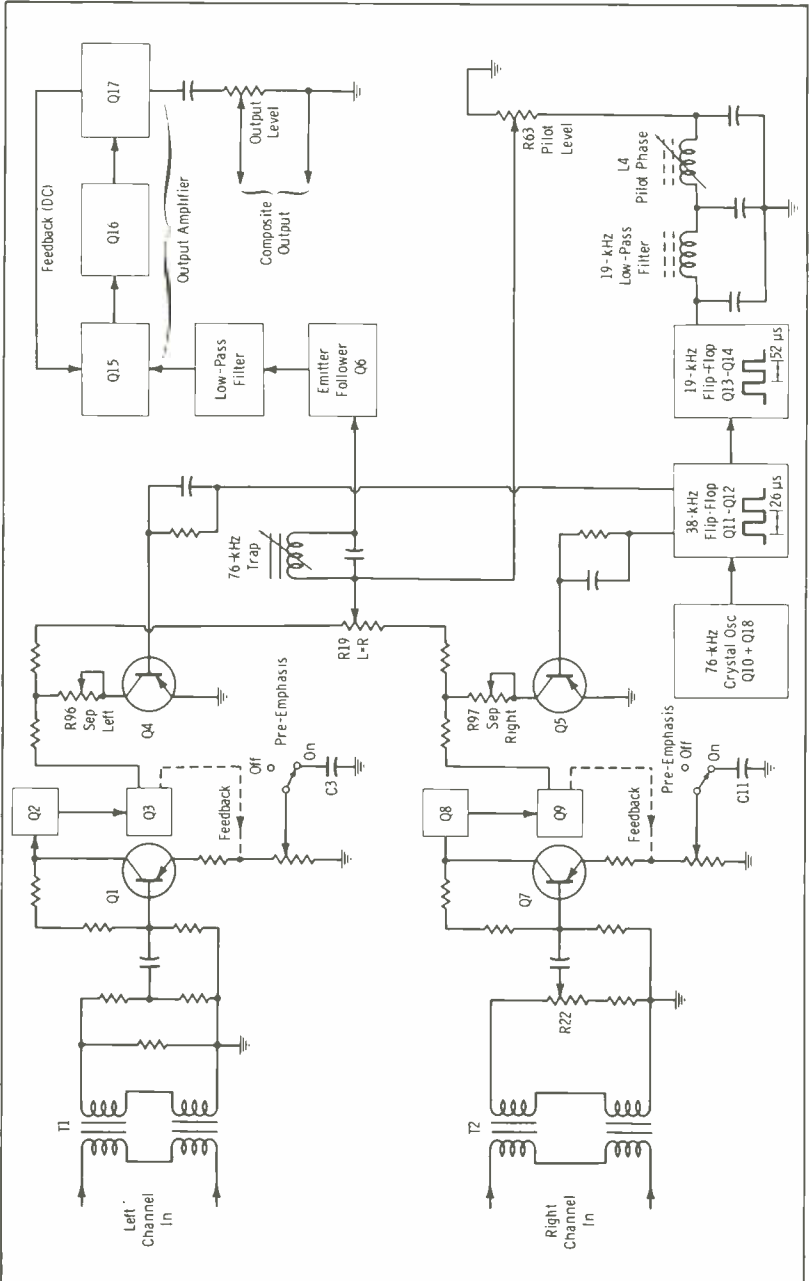 Left
Channel
In
T1
Q1
Q2
Q3
Feedback
Pre-Emphasis
Off
On
C3
R96
Sep
Left
Q4
Right
Channel
In
T2
R22
Q7
Q8
Q9
Feedback
Pre-Emphasis
Off
On
C11
R97
Sep
Right
Q5
R19
L=R
76-kHz
Trap
Emitter
Follower
Q6
Low-Pass
Filter
Q15
Q16
Q17
Feedback (DC)
Output Amplifier
Output
Level
Composite
Output
76-kHz
Crystal Osc
Q10 + Q18
38-kHz
Flip-Flop
Q11-Q12
26 µs
19-kHz
Flip-Flop
Q13-Q14
52 µs
19-kHz
Low-Pass
Filter
L4
Pilot Phase
R63
Pilot
Level